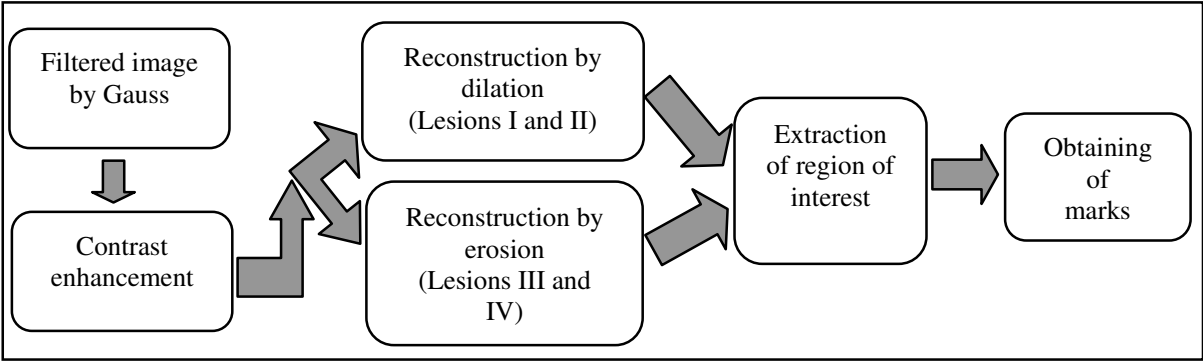 Filtered image
by Gauss
Contrast
enhancement
Reconstruction by
dilation
(Lesions I and II)
Reconstruction by
erosion
(Lesions III and
IV)
Extraction
of region of
interest
Obtaining
of
marks